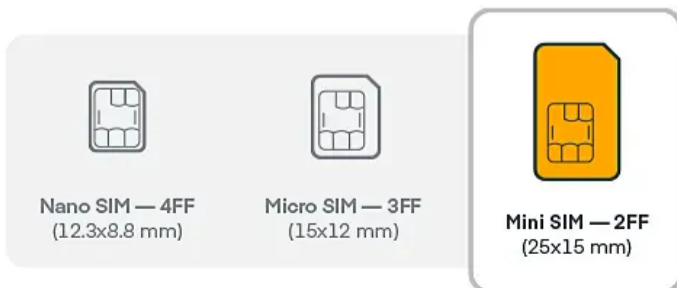 Nano SIM — 4FF
(12.3x8.8 mm)
Micro SIM — 3FF
(15x12 mm)
Mini SIM — 2FF
(25x15 mm)